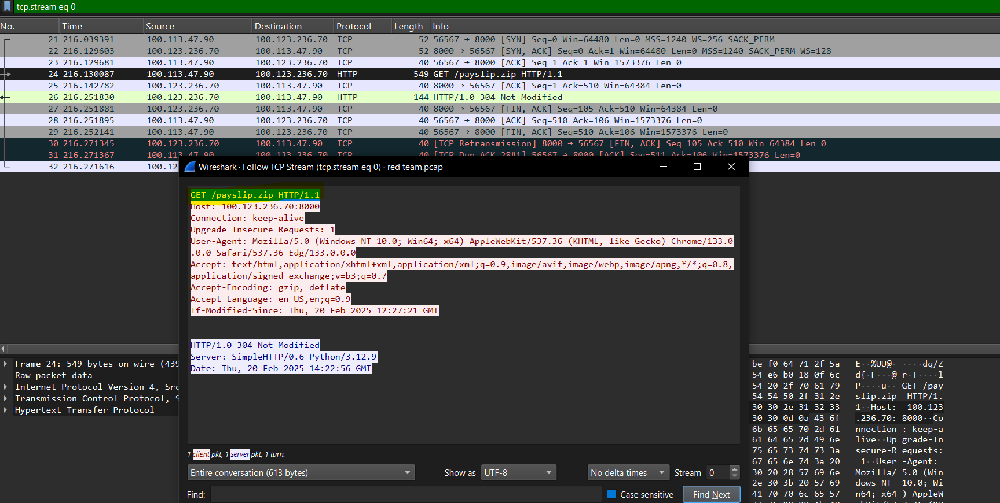 tcp.stream eq 0
No. Time Source Destination Protocol Length Info
21 216.039391 100.113.47.90 100.123.236.70 TCP 52 56567 → 8000 [SYN] Seq=0 Win=64480 Len=0 MSS=1240 WS=256 SACK_PERM
22 216.129603 100.123.236.70 100.113.47.90 TCP 52 8000 → 56567 [SYN, ACK] Seq=0 Ack=1 Win=64480 Len=0 MSS=1240 SACK_PERM WS=128
23 216.129681 100.113.47.90 100.123.236.70 TCP 40 56567 → 8000 [ACK] Seq=1 Ack=1 Win=1573376 Len=0
24 216.130087 100.113.47.90 100.123.236.70 HTTP 549 GET /payslip.zip HTTP/1.1
25 216.142782 100.123.236.70 100.113.47.90 TCP 40 8000 → 56567 [ACK] Seq=1 Ack=510 Win=64384 Len=0
26 216.251830 100.123.236.70 100.113.47.90 HTTP 144 HTTP/1.0 304 Not Modified
27 216.251881 100.123.236.70 100.113.47.90 TCP 40 8000 → 56567 [FIN, ACK] Seq=105 Ack=510 Win=64384 Len=0
28 216.251895 100.113.47.90 100.123.236.70 TCP 40 56567 → 8000 [ACK] Seq=510 Ack=106 Win=1573376 Len=0
29 216.252141 100.113.47.90 100.123.236.70 TCP 40 56567 → 8000 [FIN, ACK] Seq=510 Ack=106 Win=1573376 Len=0
30 216.271345 100.123.236.70 100.113.47.90 TCP 40 [TCP Retransmission] 8000 → 56567 [FIN, ACK] Seq=105 Ack=510 Win=64384 Len=0
31 216.271367 100.113.47.90 100.123.236.70 TCP 40 [TCP Dup ACK 28#1] 56567 → 8000 [ACK] Seq=511 Ack=106 Win=1573376 Len=0
32 216.271616 100.12
Wireshark · Follow TCP Stream (tcp.stream eq 0) · red team.pcap
GET /payslip.zip HTTP/1.1
Host: 100.123.236.70:8000
Connection: keep-alive
Upgrade-Insecure-Requests: 1
User-Agent: Mozilla/5.0 (Windows NT 10.0; Win64; x64) AppleWebKit/537.36 (KHTML, like Gecko) Chrome/133.0
.0.0 Safari/537.36 Edg/133.0.0.0
Accept: text/html,application/xhtml+xml,application/xml;q=0.9,image/avif,image/webp,image/apng,*/*;q=0.8,
application/signed-exchange;v=b3;q=0.7
Accept-Encoding: gzip, deflate
Accept-Language: en-US,en;q=0.9
If-Modified-Since: Thu, 20 Feb 2025 12:27:21 GMT
HTTP/1.0 304 Not Modified
Server: SimpleHTTP/0.6 Python/3.12.9
Date: Thu, 20 Feb 2025 14:22:56 GMT
1 client pkt, 1 server pkt, 1 turn.
Entire conversation (613 bytes) Show as UTF-8 No delta times Stream 0
Find: Case sensitive Find Next
Frame 24: 549 bytes on wire (439
Raw packet data
Internet Protocol Version 4, Src
Transmission Control Protocol, S
Hypertext Transfer Protocol
be f0 64 71 2f 5a E··%UU@· ····dq/Z
54 e6 b0 18 0f 6c d{·F···@ r·T····l
54 20 2f 70 61 79 P····u·· GET /pay
54 54 50 2f 31 2e slip.zip HTTP/1.
30 30 2e 31 32 33 1··Host: 100.123
30 30 0d 0a 43 6f .236.70: 8000··Co
6b 65 65 70 2d 61 nnection : keep-a
61 64 65 2d 49 6e live··Up grade-In
75 65 73 74 73 3a secure-R equests:
67 65 6e 74 3a 20 1··User -Agent:
30 20 28 57 69 6e Mozilla/ 5.0 (Win
2e 30 3b 20 57 69 dows NT 10.0; Wi
41 70 70 6c 65 57 n64; x64 ) AppleW